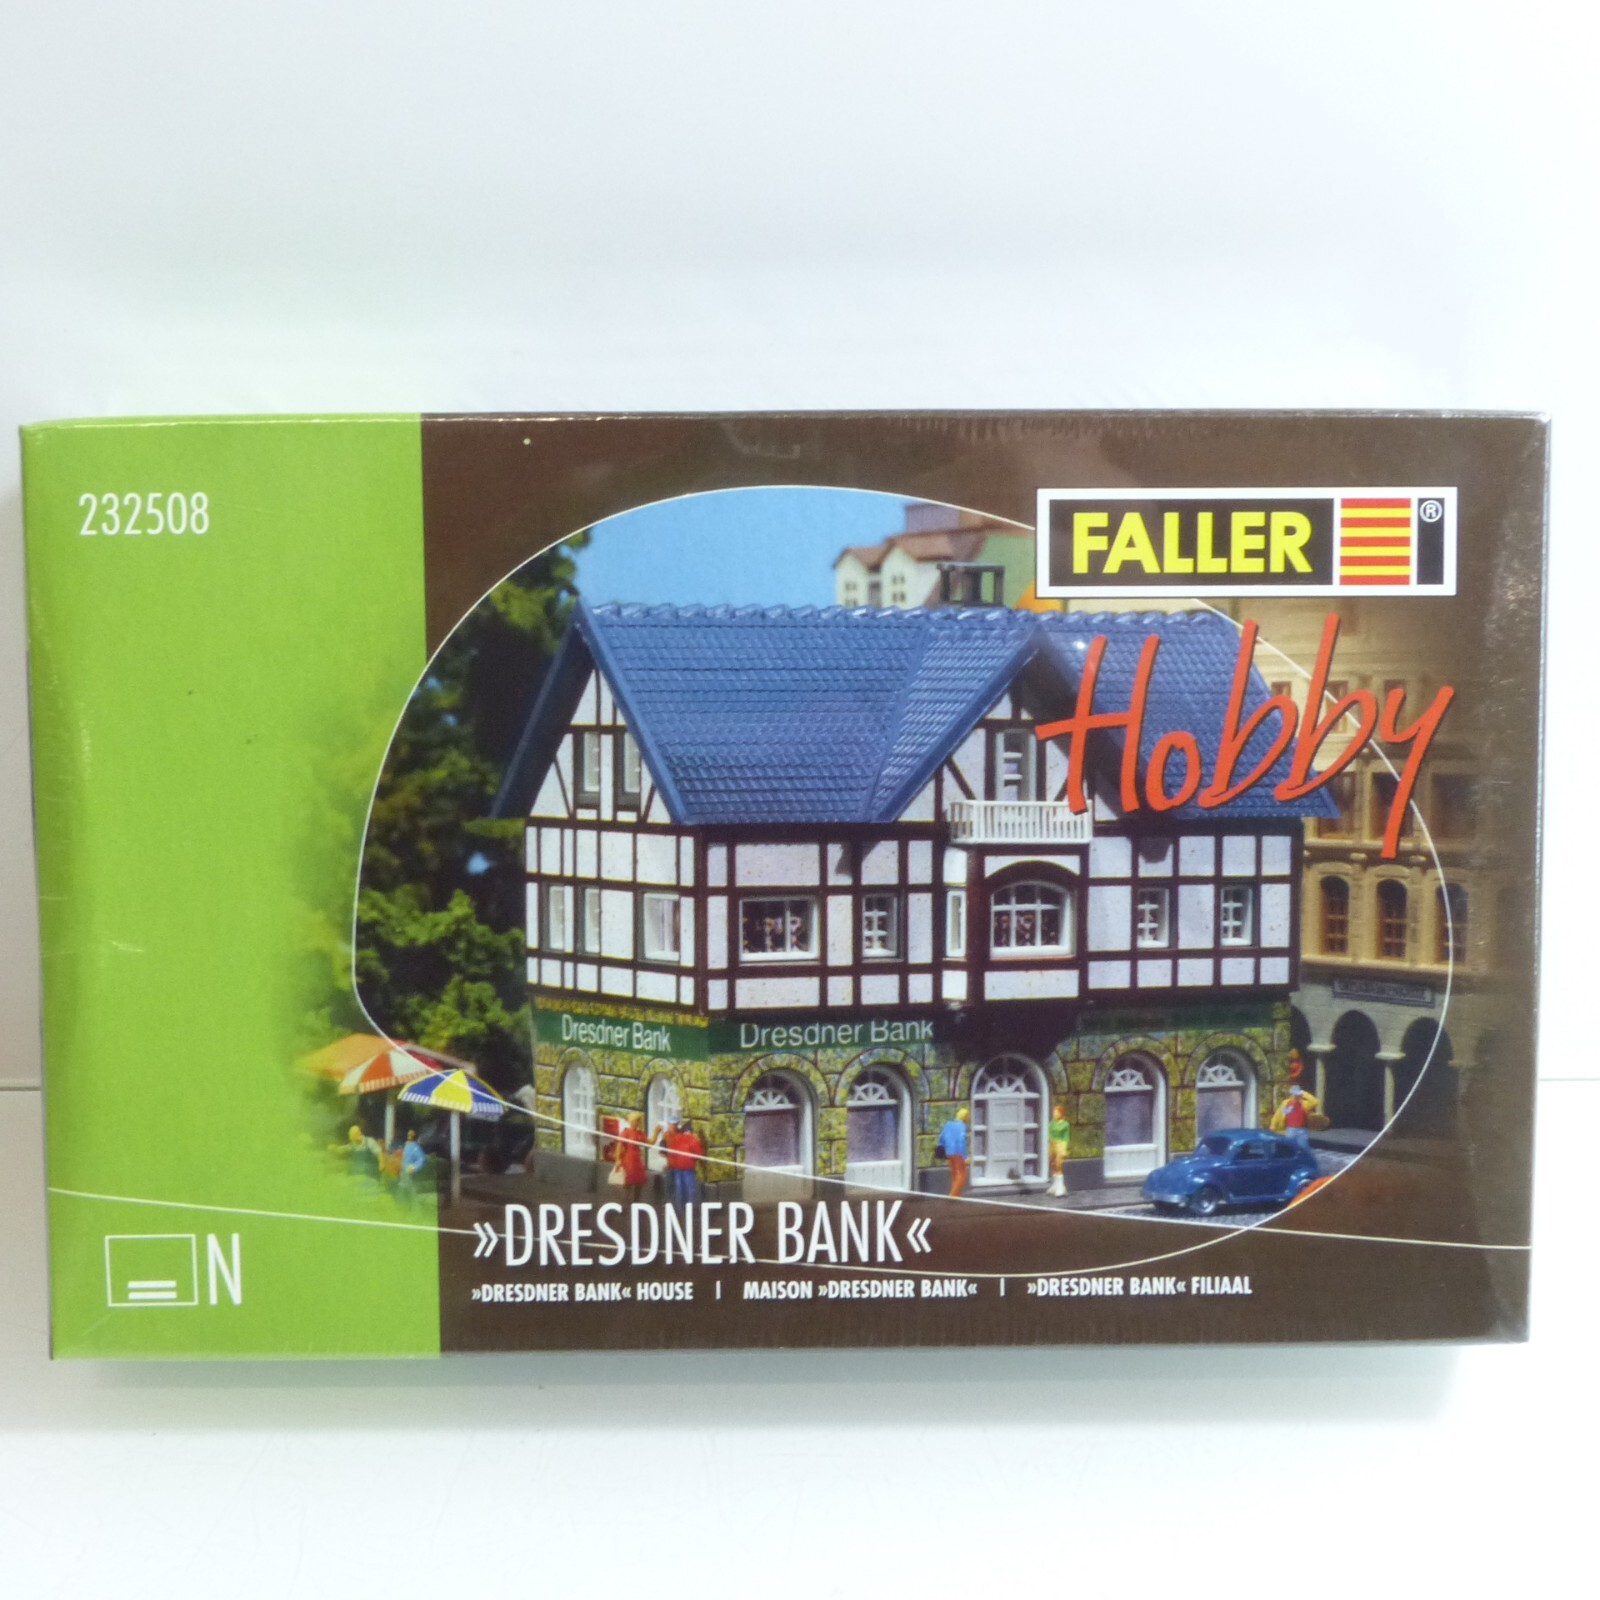 232508
FALLER ®
Hobby
Dresdner Bank
Dresdner Bank
»DRESDNER BANK«
»DRESDNER BANK« HOUSE | MAISON »DRESDNER BANK« | »DRESDNER BANK« FILIAAL
N